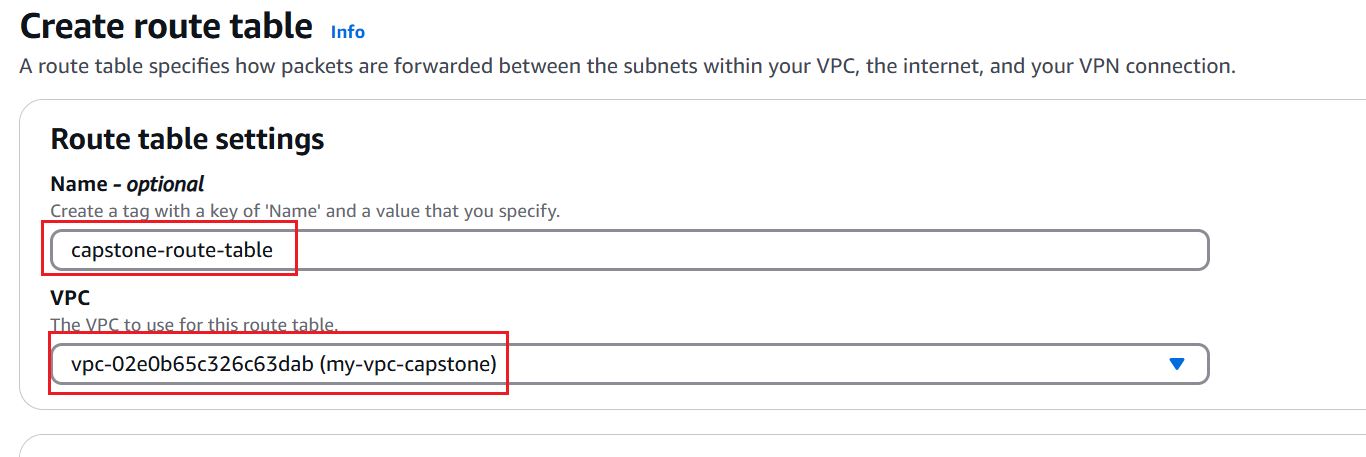 Create route table Info
A route table specifies how packets are forwarded between the subnets within your VPC, the internet, and your VPN connection.
Route table settings
Name - optional
Create a tag with a key of 'Name' and a value that you specify.
capstone-route-table
VPC
The VPC to use for this route table.
vpc-02e0b65c326c63dab (my-vpc-capstone)